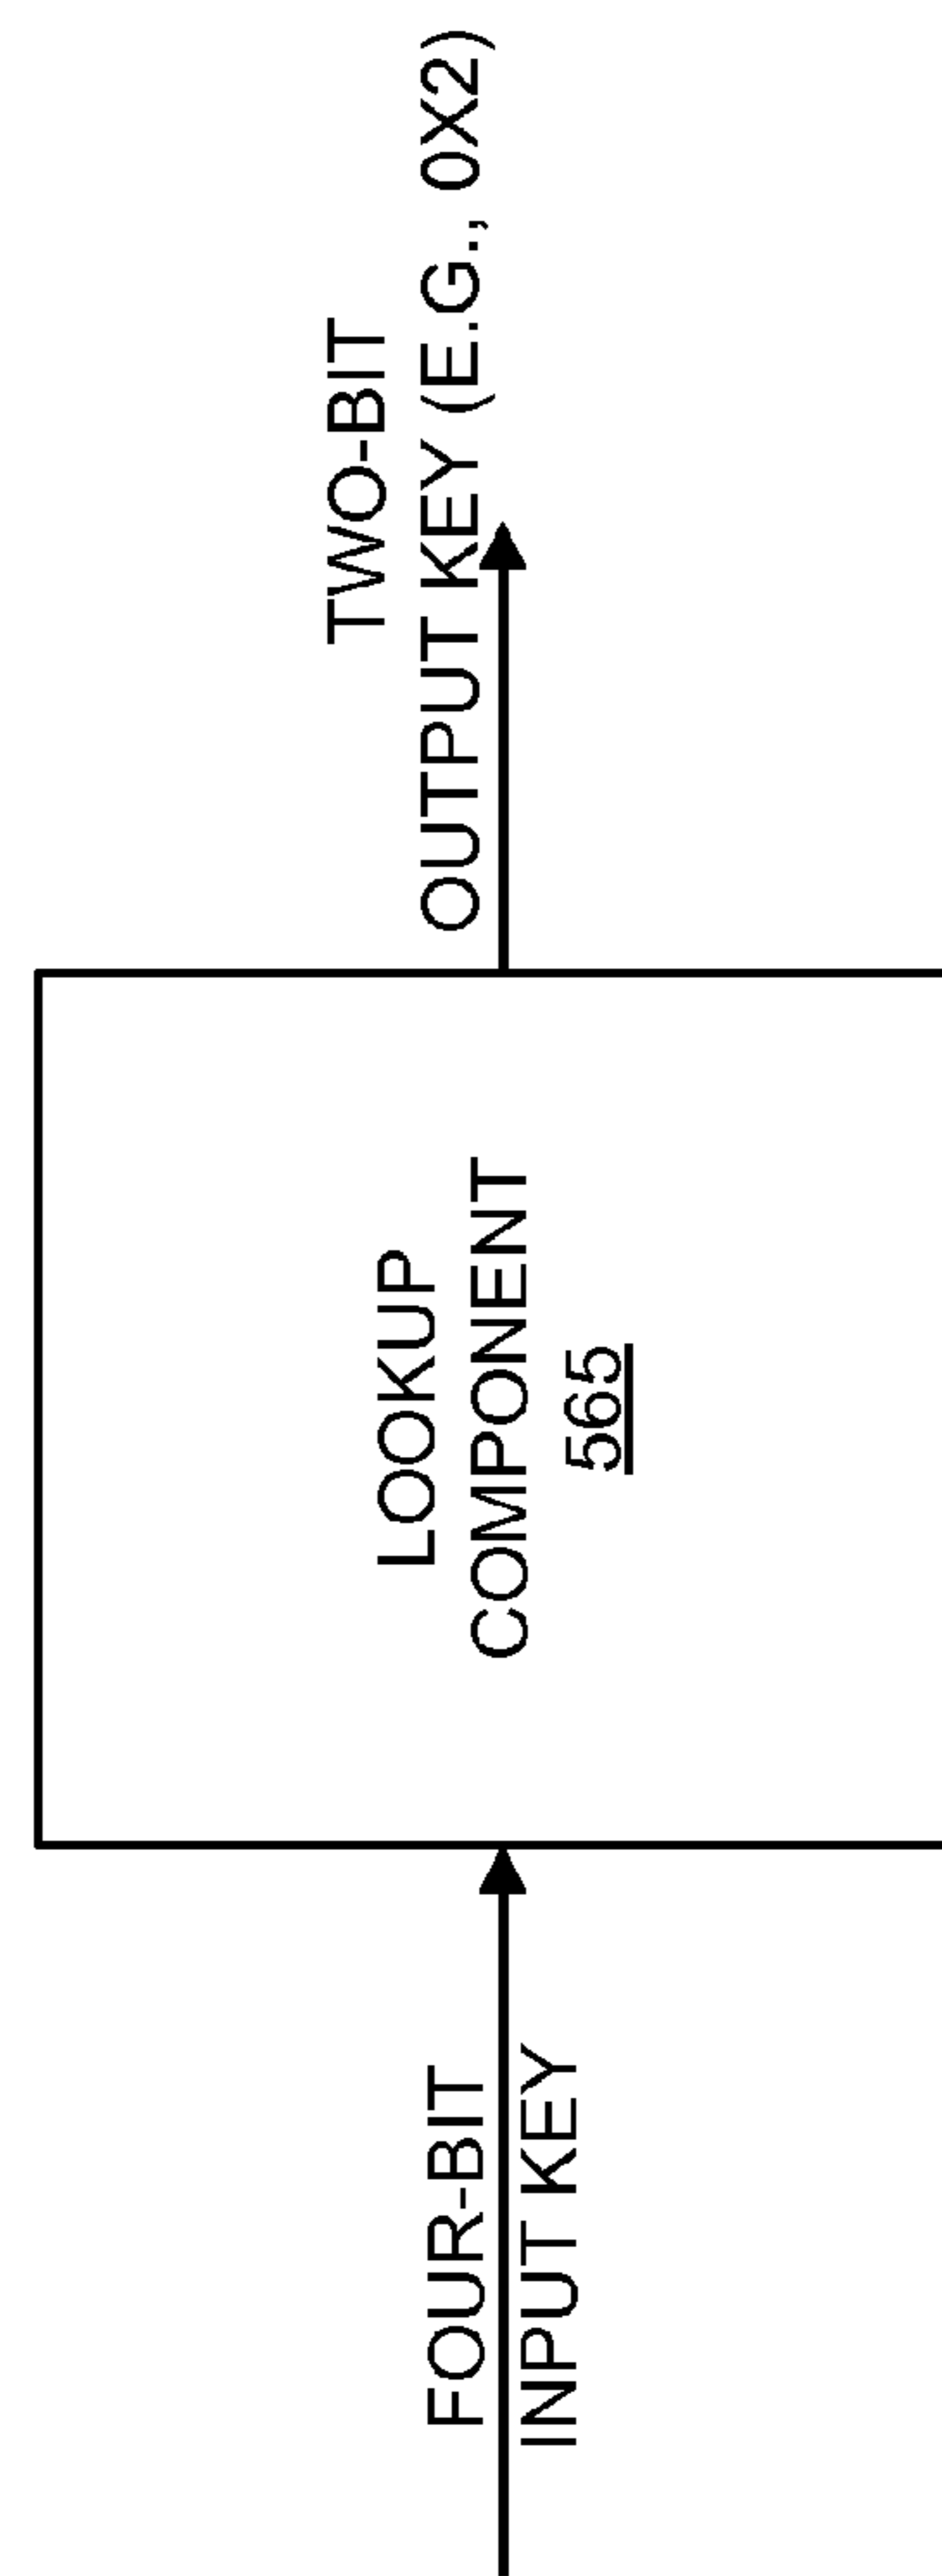 FOUR-BIT
INPUT KEY
LOOKUP
COMPONENT
565
TWO-BIT
OUTPUT KEY (E.G., 0X2)